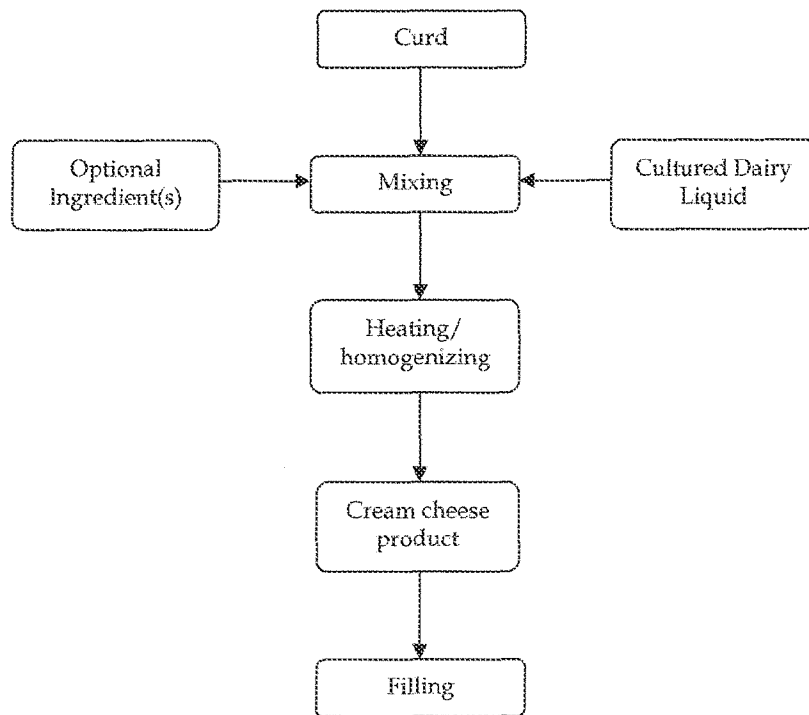 Curd
Optional
Ingredient(s)
Mixing
Cultured Dairy
Liquid
Heating/
homogenizing
Cream cheese
product
Filling